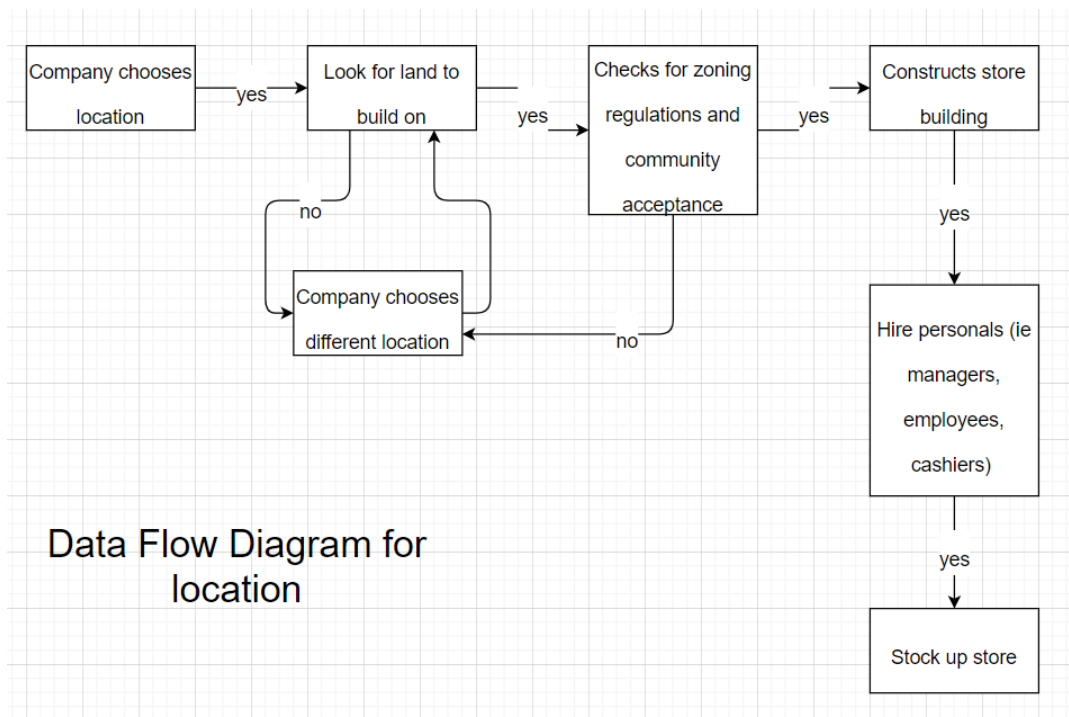 Company chooses
location
yes
Look for land to
build on
yes
Checks for zoning
regulations and
community
acceptance
yes
Constructs store
building
no
Company chooses
different location
no
yes
Hire personals (ie
managers,
employees,
cashiers)
yes
Stock up store
Data Flow Diagram for
location